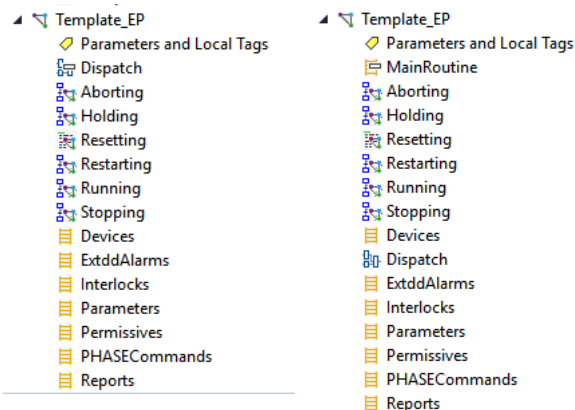 Template_EP
Parameters and Local Tags
Dispatch
Aborting
Holding
Resetting
Restarting
Running
Stopping
Devices
ExtddAlarms
Interlocks
Parameters
Permissives
PHASECommands
Reports
Template_EP
Parameters and Local Tags
MainRoutine
Aborting
Holding
Resetting
Restarting
Running
Stopping
Devices
Dispatch
ExtddAlarms
Interlocks
Parameters
Permissives
PHASECommands
Reports